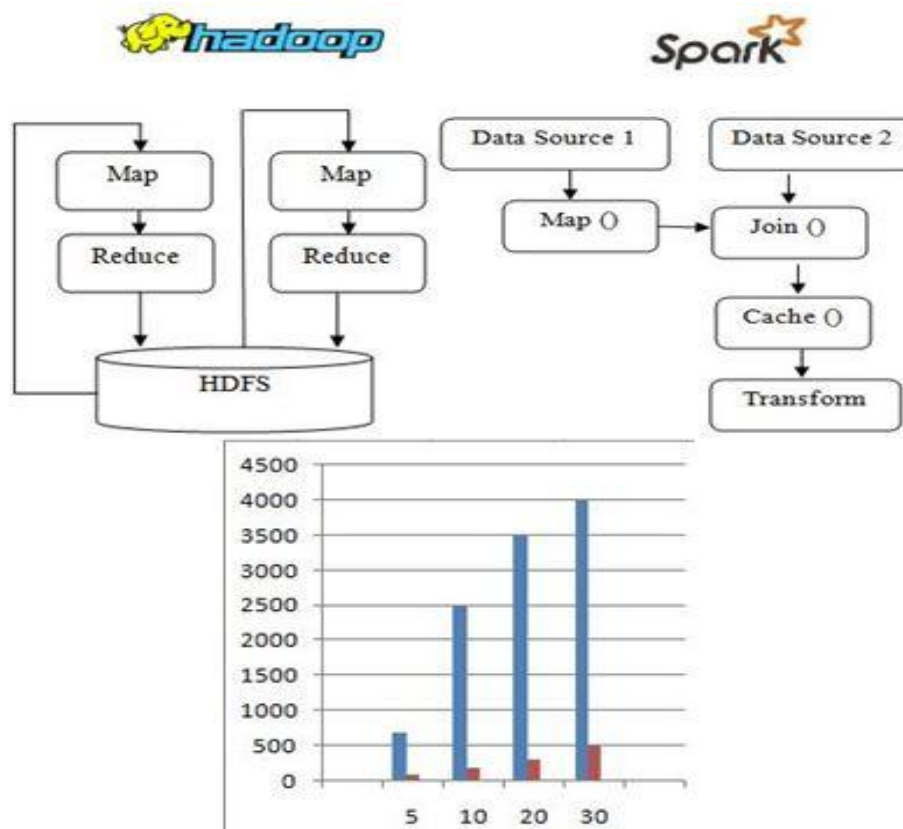 hadoop
Spark
Map
Reduce
Map
Reduce
HDFS
Data Source 1
Data Source 2
Map ()
Join ()
Cache ()
Transform
4500
4000
3500
3000
2500
2000
1500
1000
500
0
5 10 20 30